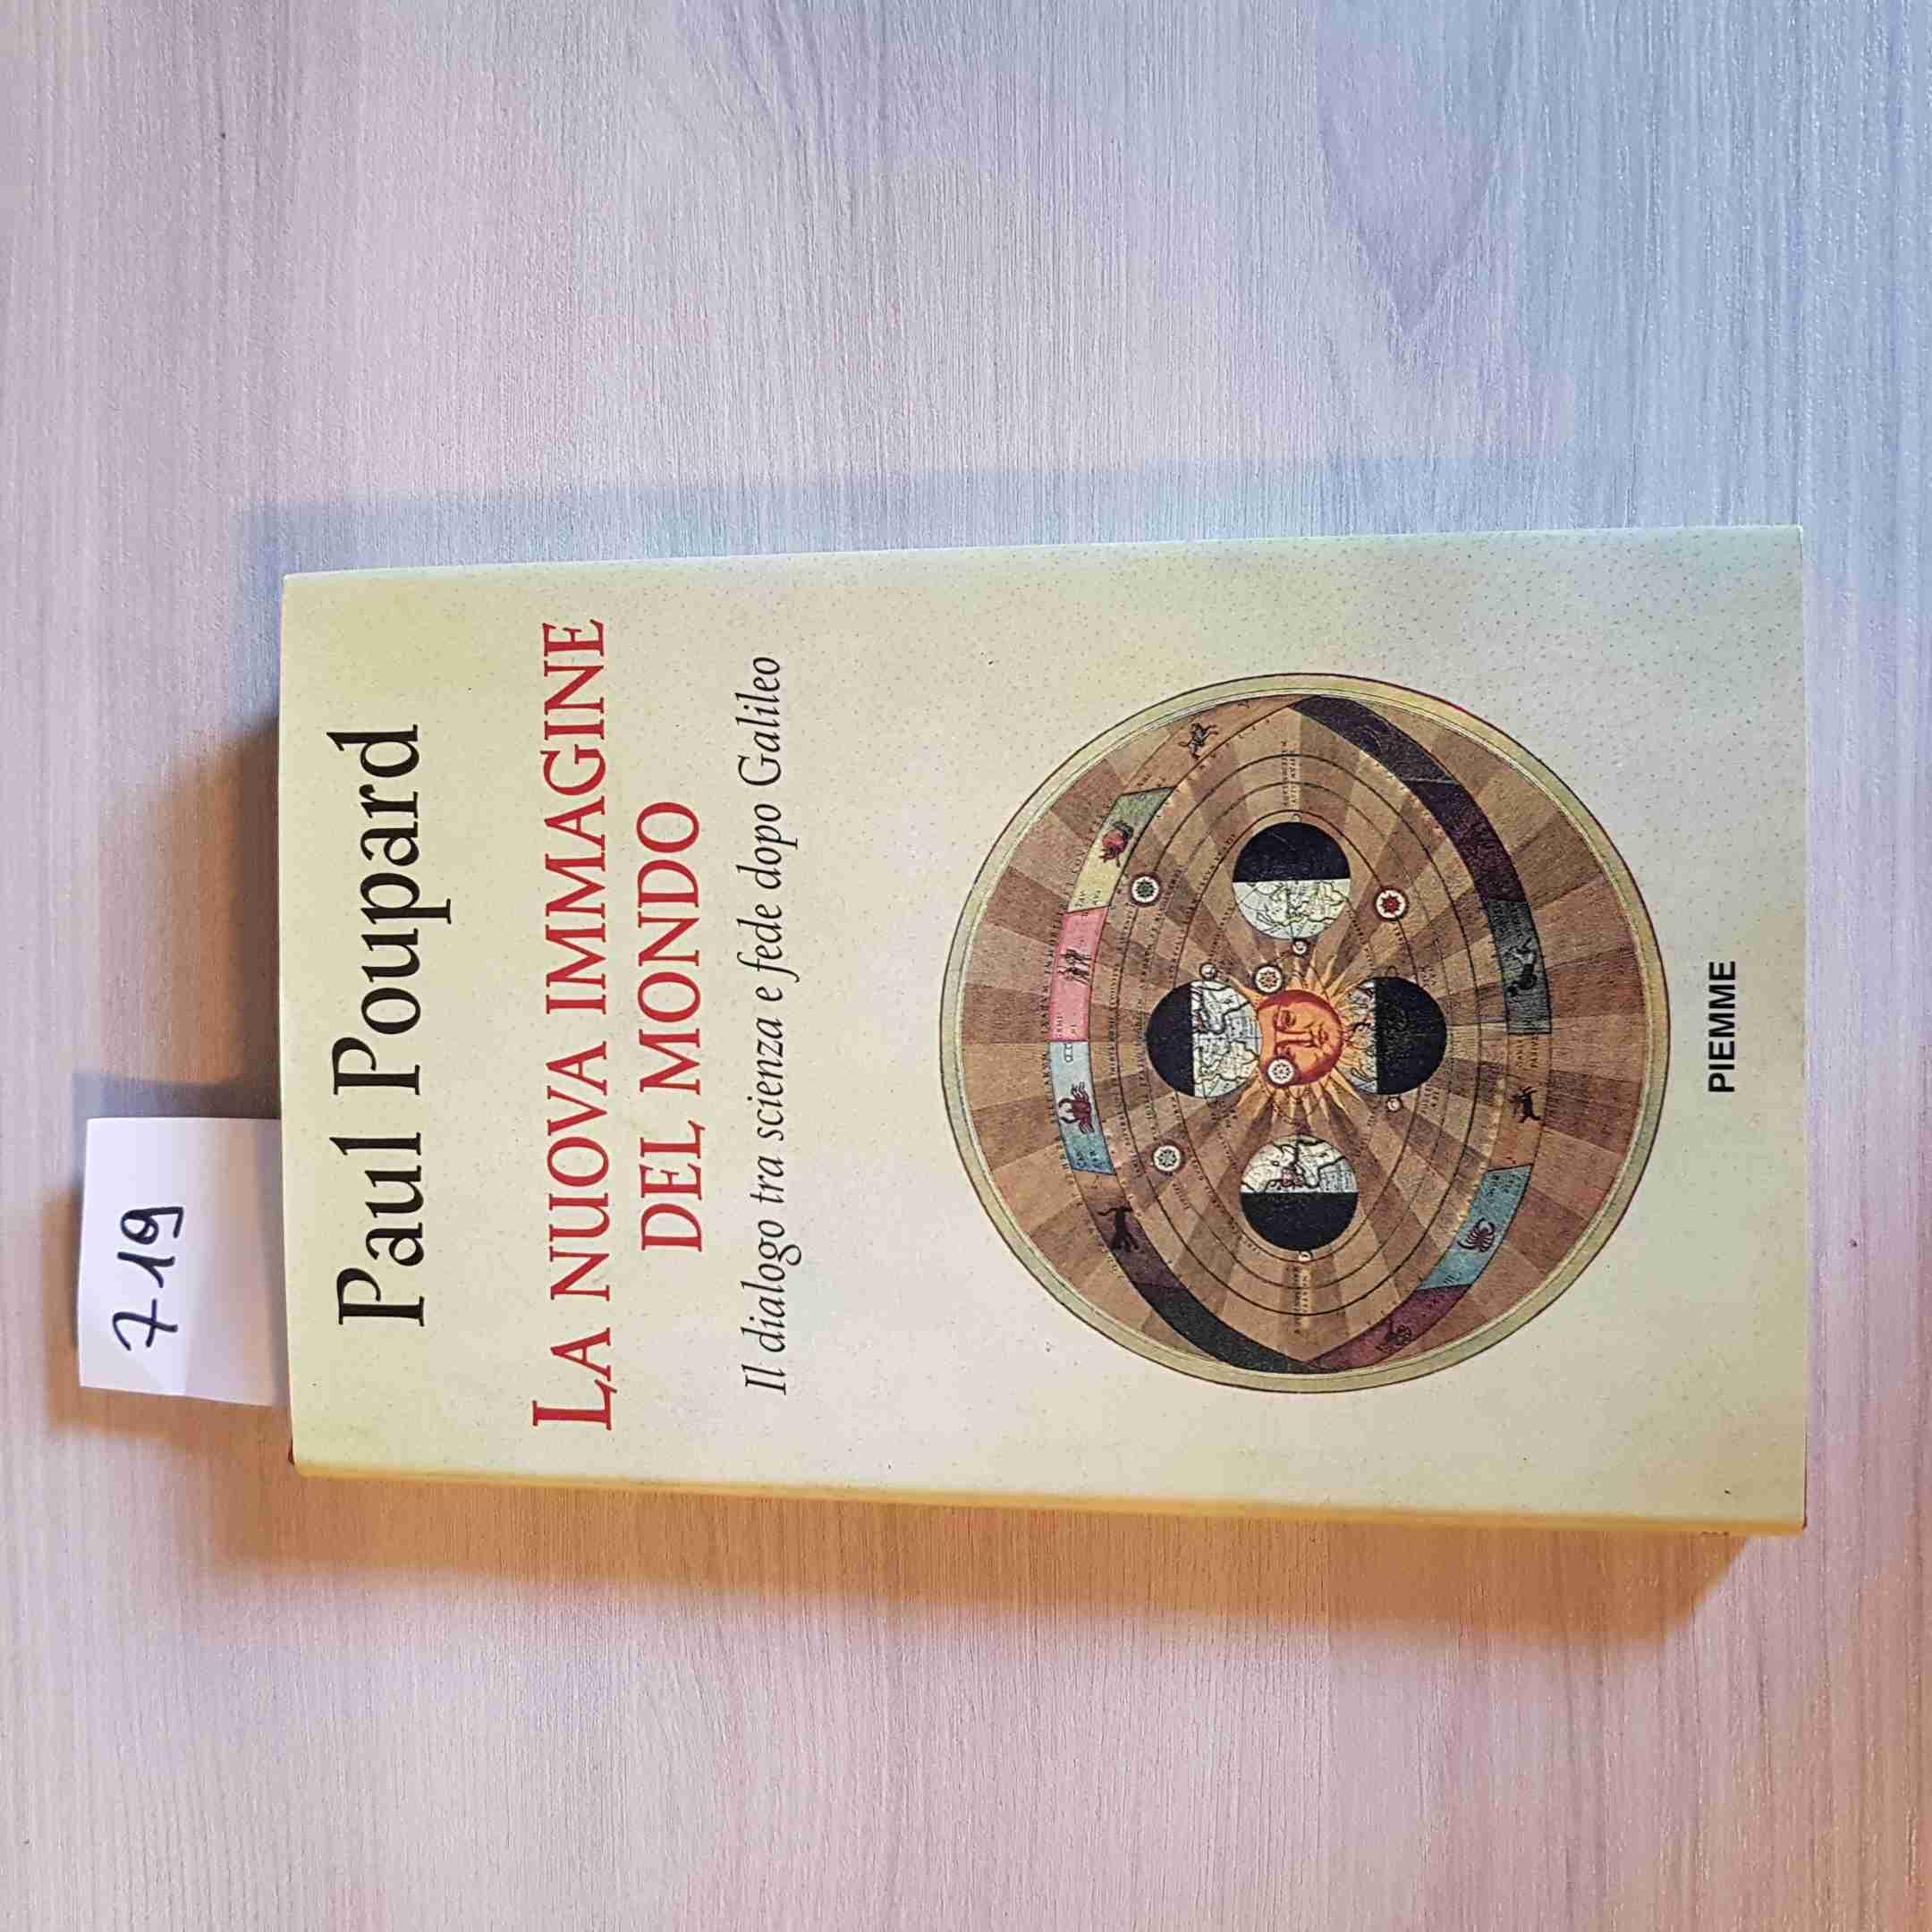 719
Paul Poupard
LA NUOVA IMMAGINE
DEL MONDO
Il dialogo tra scienza e fede dopo Galileo
PIEMME